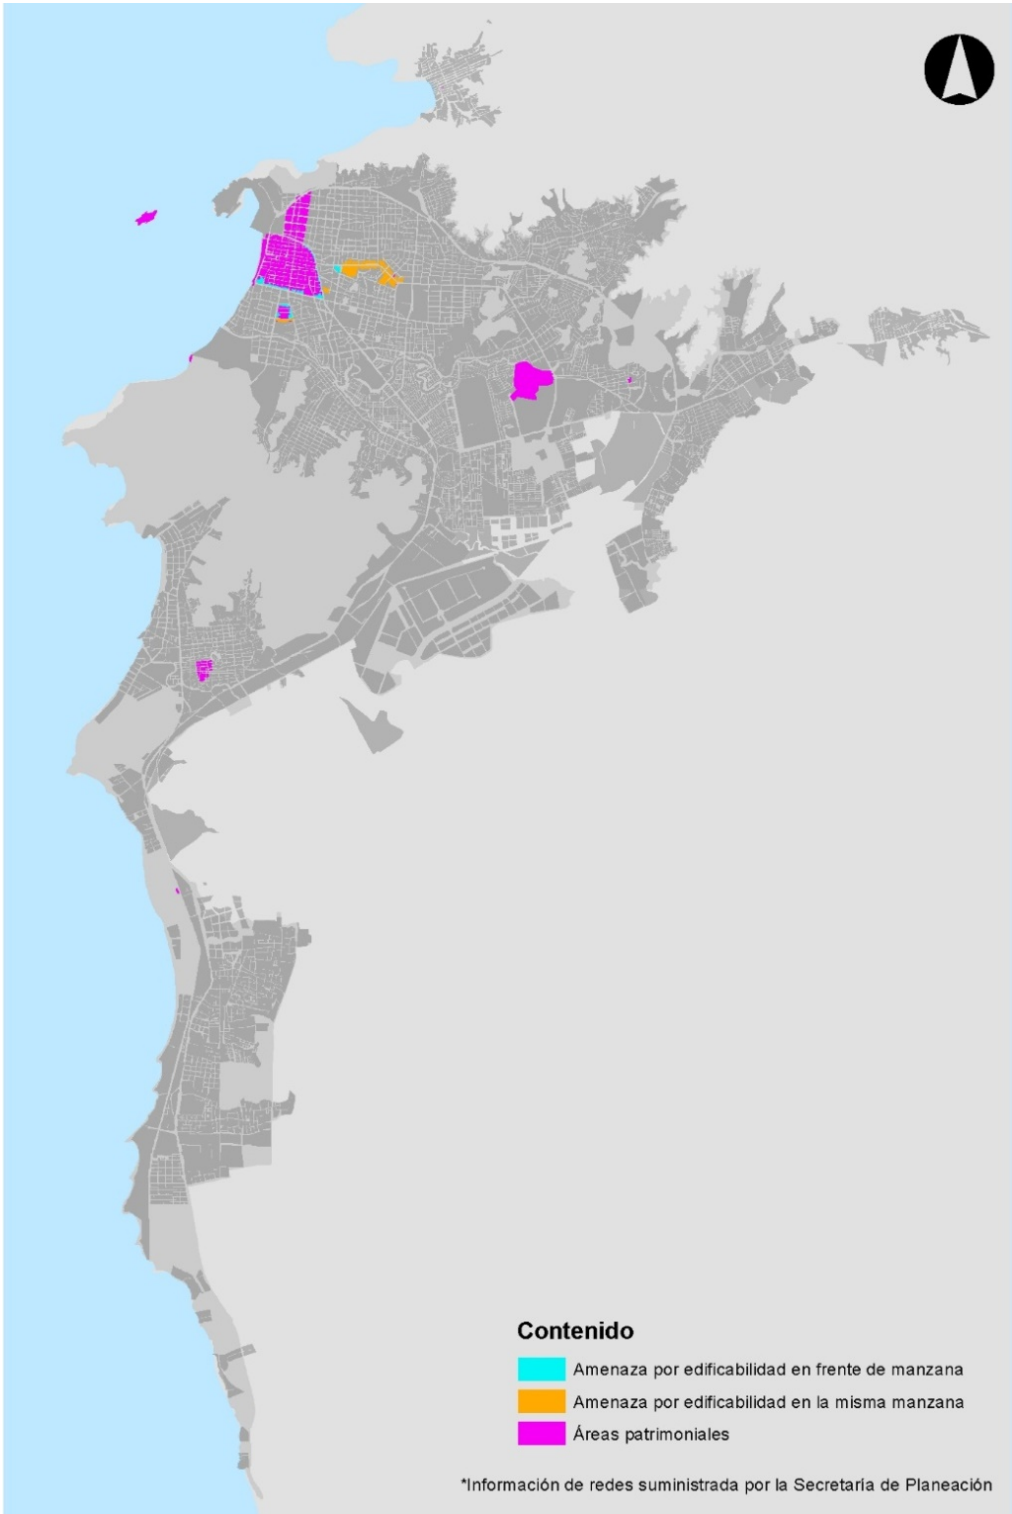 Contenido
Amenaza por edificabilidad en frente de manzana
Amenaza por edificabilidad en la misma manzana
Áreas patrimoniales
*Información de redes suministrada por la Secretaría de Planeación